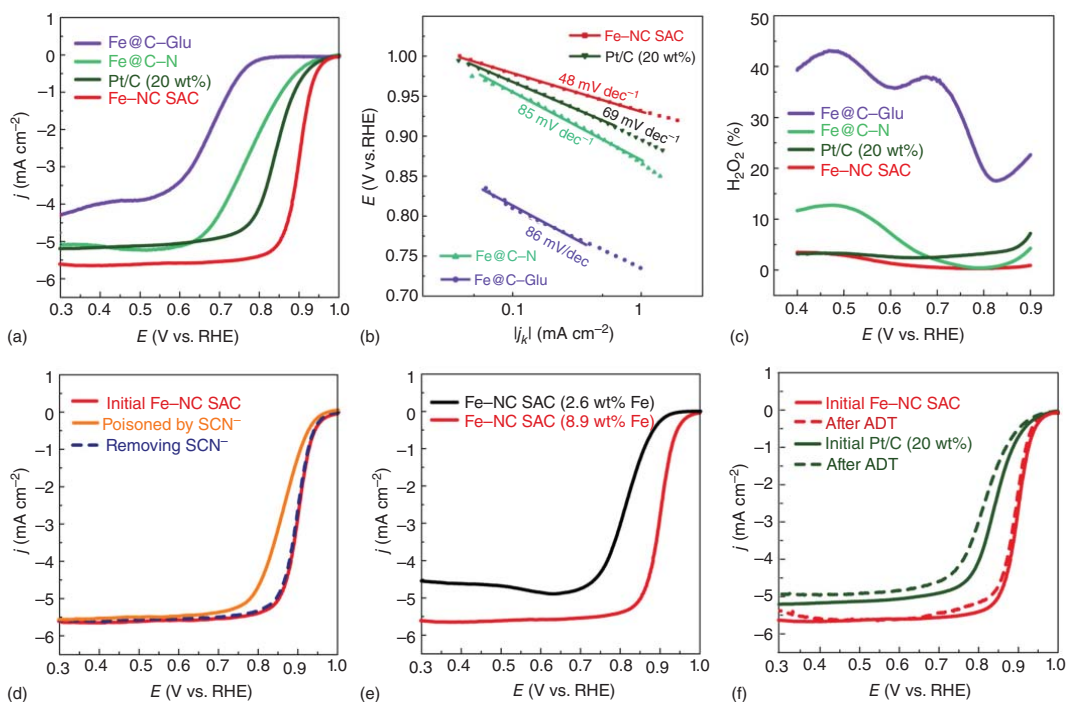 1
0
−1
−2
−3
−4
−5
−6
j (mA cm⁻²)
Fe@C–Glu
Fe@C–N
Pt/C (20 wt%)
Fe–NC SAC
0.3 0.4 0.5 0.6 0.7 0.8 0.9 1.0
E (V vs. RHE)
(a)
1.00
0.95
0.90
0.85
0.80
0.75
0.70
E (V vs.RHE)
Fe–NC SAC
Pt/C (20 wt%)
48 mV dec⁻¹
69 mV dec⁻¹
85 mV dec⁻¹
86 mV/dec
Fe@C–N
Fe@C–Glu
0.1 1
|jₖ| (mA cm⁻²)
(b)
60
50
40
30
20
10
0
H₂O₂ (%)
Fe@C–Glu
Fe@C–N
Pt/C (20 wt%)
Fe–NC SAC
0.4 0.5 0.6 0.7 0.8 0.9
E (V vs. RHE)
(c)
1
0
−1
−2
−3
−4
−5
−6
j (mA cm⁻²)
Initial Fe–NC SAC
Poisoned by SCN⁻
Removing SCN⁻
0.3 0.4 0.5 0.6 0.7 0.8 0.9 1.0
E (V vs. RHE)
(d)
1
0
−1
−2
−3
−4
−5
−6
j (mA cm⁻²)
Fe–NC SAC (2.6 wt% Fe)
Fe–NC SAC (8.9 wt% Fe)
0.3 0.4 0.5 0.6 0.7 0.8 0.9 1.0
E (V vs. RHE)
(e)
1
0
−1
−2
−3
−4
−5
−6
j (mA cm⁻²)
Initial Fe–NC SAC
After ADT
Initial Pt/C (20 wt%)
After ADT
0.3 0.4 0.5 0.6 0.7 0.8 0.9 1.0
E (V vs. RHE)
(f)